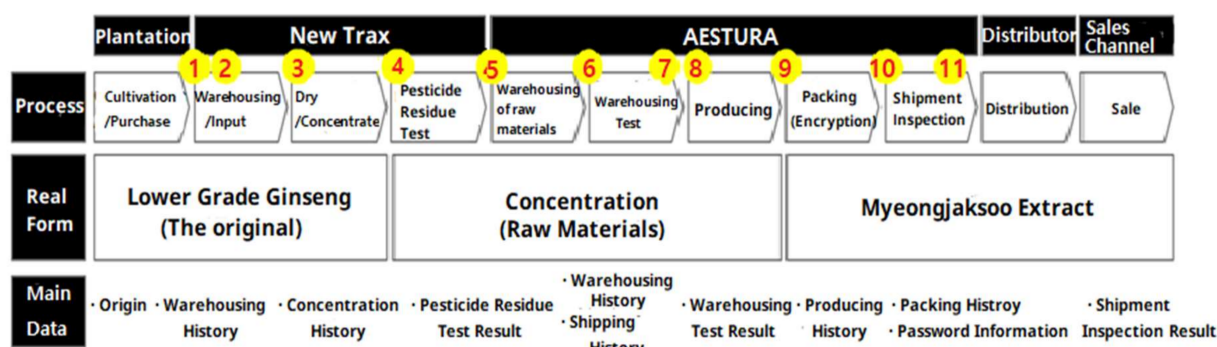 Plantation New Trax AESTURA Distributor Sales
Channel
1 2 3 4 5 6 7 8 9 10 11
Process
Cultivation
/Purchase
Warehousing
/Input
Dry
/Concentrate
Pesticide
Residue
Test
Warehousing
of raw
materials
Warehousing
Test
Producing
Packing
(Encryption)
Shipment
Inspection
Distribution
Sale
Real
Form
Lower Grade Ginseng
(The original)
Concentration
(Raw Materials)
Myeongjaksoo Extract
Main
Data
· Origin
· Warehousing
History
· Concentration
History
· Pesticide Residue
Test Result
· Warehousing
History
· Shipping
History
· Warehousing
Test Result
· Producing
History
· Packing Histroy
· Password Information
· Shipment
Inspection Result